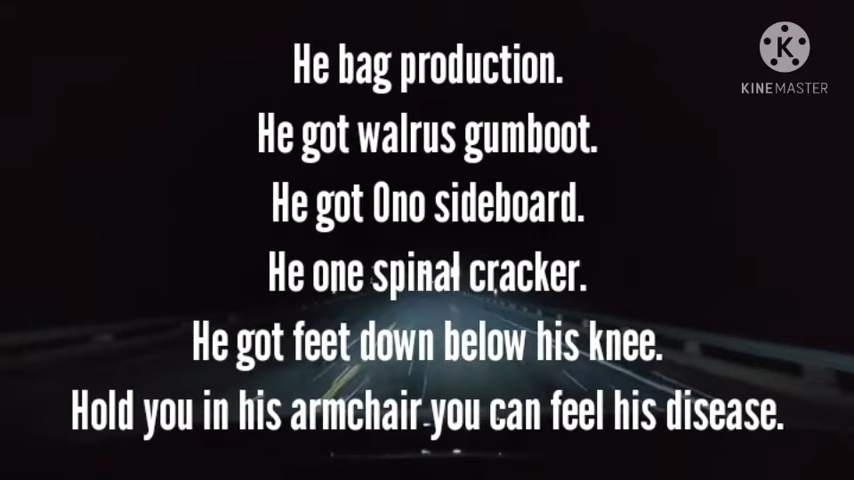 He bag production.
KINEMASTER
He got walrus gumboot.
He got Ono sideboard.
He one spinal cracker.
He got feet down below his knee.
Hold you in his armchair you can feel his disease.